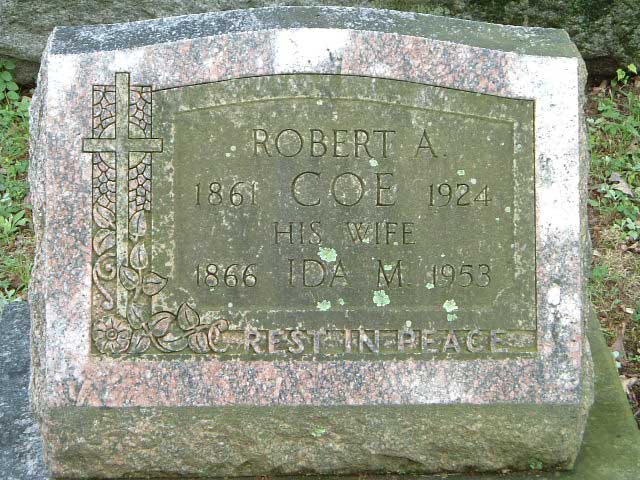 ROBERT A.
1861 COE 1924
HIS WIFE
1866 IDA M. 1953
REST IN PEACE